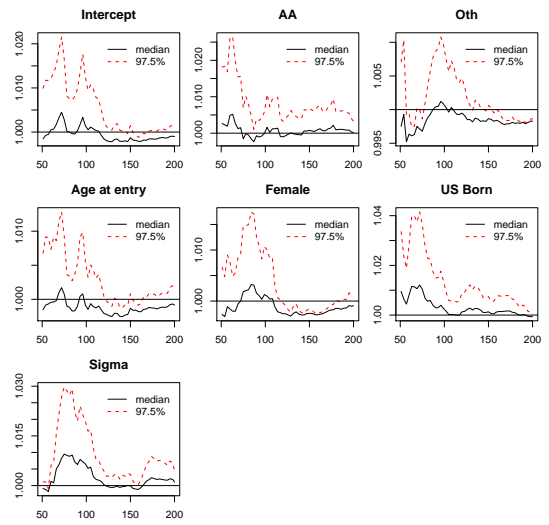 Intercept
1.000 1.010 1.020
median
97.5%
50 100 150 200
AA
1.000 1.010 1.020
median
97.5%
50 100 150 200
Oth
0.995 1.005
median
97.5%
50 100 150 200
Age at entry
1.000 1.010
median
97.5%
50 100 150 200
Female
1.000 1.010
median
97.5%
50 100 150 200
US Born
1.00 1.02 1.04
median
97.5%
50 100 150 200
Sigma
1.000 1.015 1.030
median
97.5%
50 100 150 200